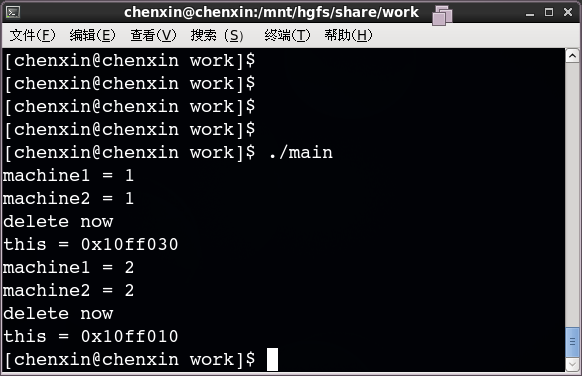 chenxin@chenxin:/mnt/hgfs/share/work
文件(F) 编辑(E) 查看(V) 搜索 (S) 终端(T) 帮助(H)
[chenxin@chenxin work]$
[chenxin@chenxin work]$
[chenxin@chenxin work]$
[chenxin@chenxin work]$
[chenxin@chenxin work]$ ./main
machine1 = 1
machine2 = 1
delete now
this = 0x10ff030
machine1 = 2
machine2 = 2
delete now
this = 0x10ff010
[chenxin@chenxin work]$